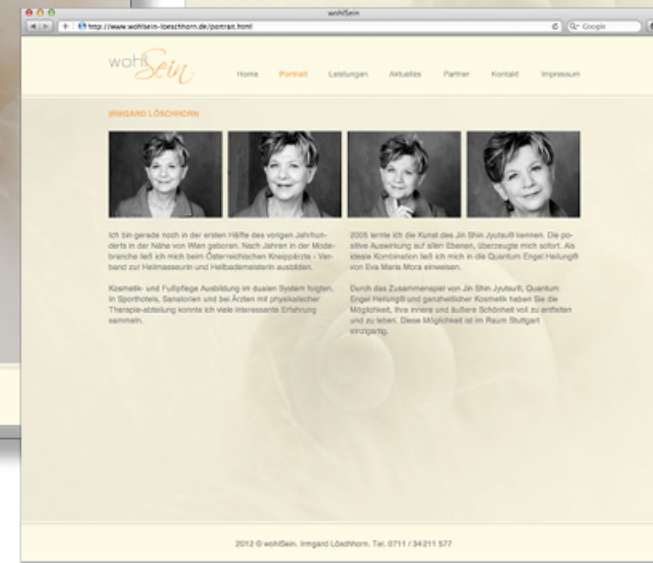 wohlSein
http://www.wohlsein-loeschhorn.de/portrait.html
Google
wohlSein
Home Portrait Leistungen Aktuelles Partner Kontakt Impressum
IRMGARD LÖSCHHORN
Ich bin gerade noch in der ersten Hälfte des vorigen Jahrhun-
derts in der Nähe von Wien geboren. Nach Jahren in der Mode-
branche ließ ich mich beim Österreichischen Kneippärzte - Ver-
band zur Heilmasseurin und Heilbademeisterin ausbilden.
Kosmetik- und Fußpflege Ausbildung im dualen System folgten.
In Sporthotels, Sanatorien und bei Ärzten mit physikalischer
Therapie-abteilung konnte ich viele interessante Erfahrung
sammeln.
2005 lernte ich die Kunst des Jin Shin Jyutsu® kennen. Die po-
sitive Auswirkung auf allen Ebenen, überzeugte mich sofort. Als
ideale Kombination ließ ich mich in die Quantum Engel Heilung®
von Eva Maria Mora einweisen.
Durch das Zusammenspiel von Jin Shin Jyutsu®, Quantum
Engel Heilung® und ganzheitlicher Kosmetik haben Sie die
Möglichkeit, Ihre innere und äußere Schönheit voll zu entfalten
und zu leben. Diese Möglichkeit ist im Raum Stuttgart
einzigartig.
2012 © wohlSein. Irmgard Löschhorn. Tel. 0711 / 34 211 577